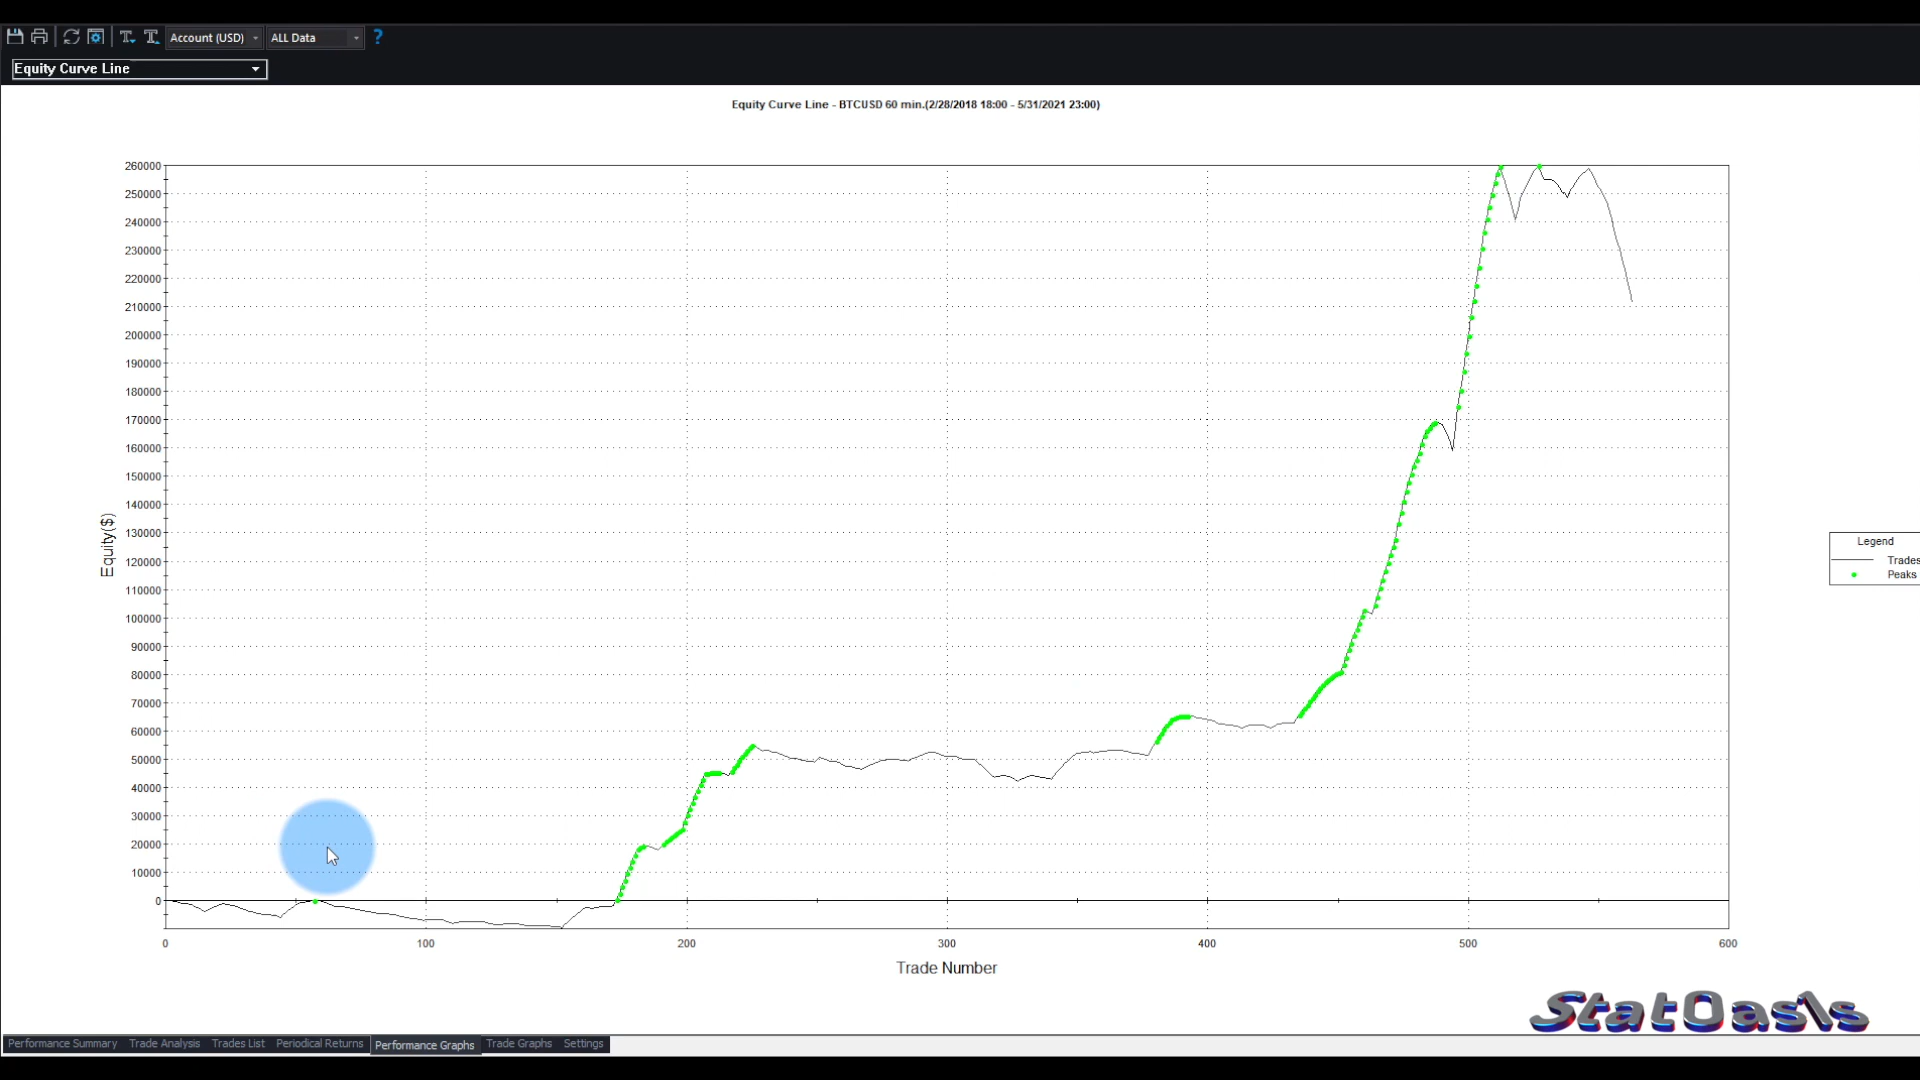 Account (USD) ALL Data ?
Equity Curve Line
Equity Curve Line - BTCUSD 60 min.(2/28/2018 18:00 - 5/31/2021 23:00)
260000
250000
240000
230000
220000
210000
200000
190000
180000
170000
160000
150000
140000
130000
120000
110000
100000
90000
80000
70000
60000
50000
40000
30000
20000
10000
0
Equity($)
0 100 200 300 400 500 600
Trade Number
Legend
Trades
Peaks
StatOasis
Performance Summary Trade Analysis Trades List Periodical Returns Performance Graphs Trade Graphs Settings